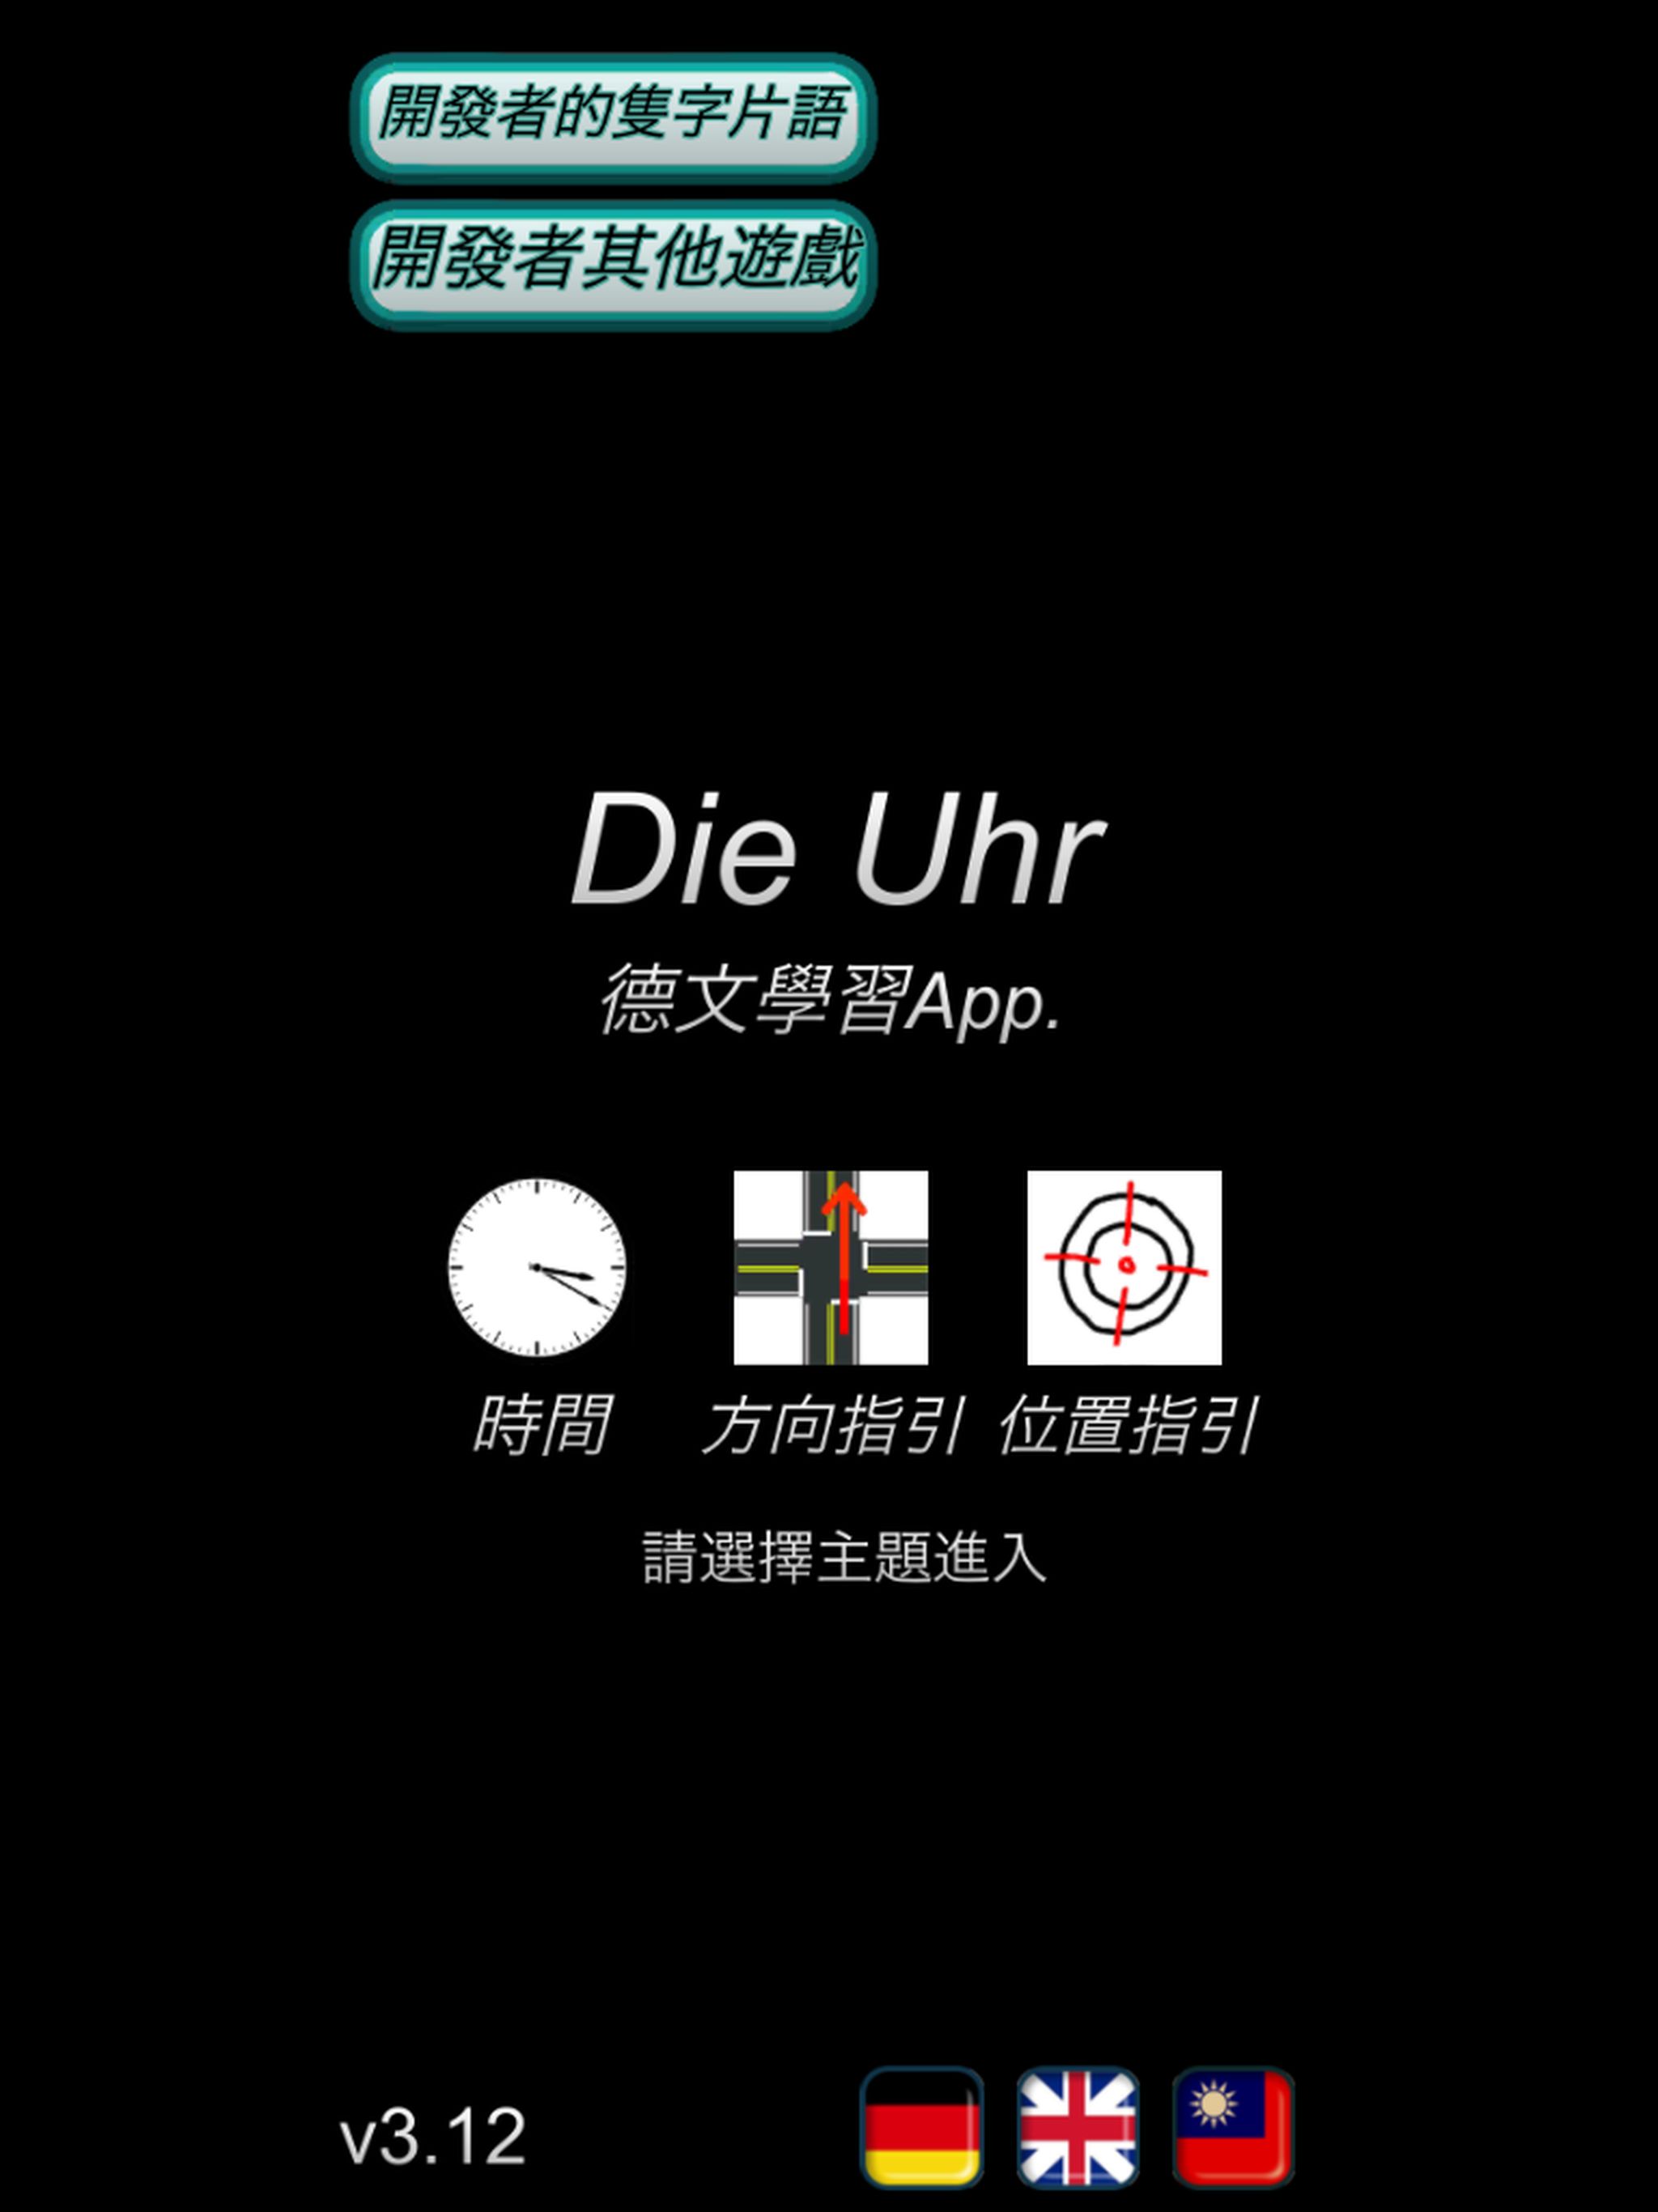 開發者的隻字片語
開發者其他遊戲
Die Uhr
德文學習App.
時間 方向指引 位置指引
請選擇主題進入
v3.12